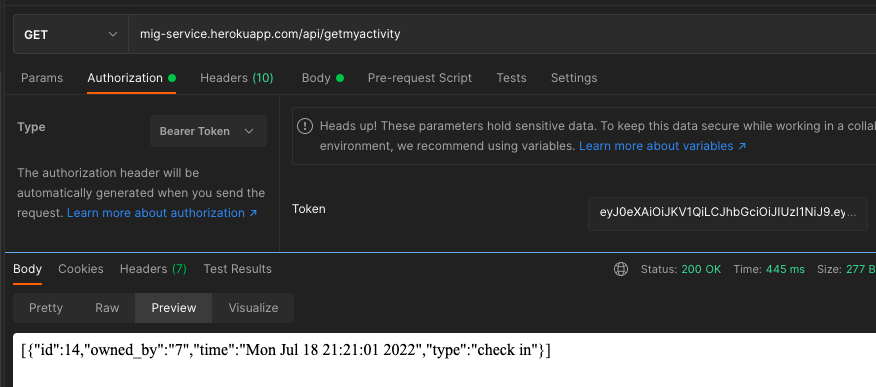 GET mig-service.herokuapp.com/api/getmyactivity
Params Authorization Headers (10) Body Pre-request Script Tests Settings
Type Bearer Token
Heads up! These parameters hold sensitive data. To keep this data secure while working in a colla
environment, we recommend using variables. Learn more about variables ↗
The authorization header will be
automatically generated when you send the
request. Learn more about authorization ↗
Token eyJ0eXAiOiJKV1QiLCJhbGciOiJIUzI1NiJ9.ey...
Body Cookies Headers (7) Test Results Status: 200 OK Time: 445 ms Size: 277 B
Pretty Raw Preview Visualize
[{"id":14,"owned_by":"7","time":"Mon Jul 18 21:21:01 2022","type":"check in"}]